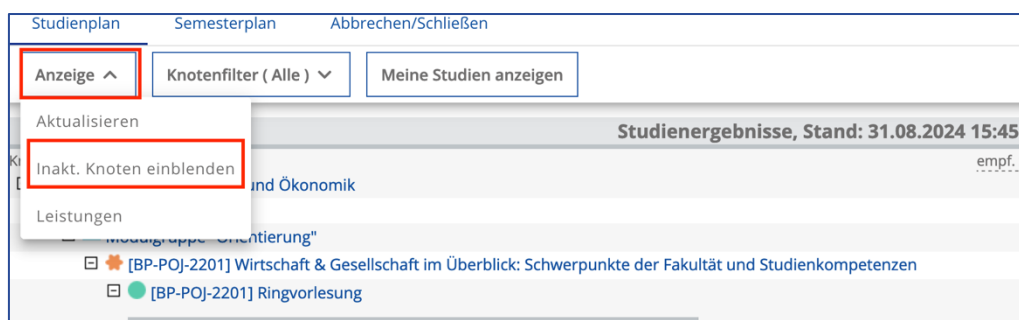 Studienplan Semesterplan Abbrechen/Schließen
Anzeige Knotenfilter ( Alle ) Meine Studien anzeigen
Aktualisieren
Studienergebnisse, Stand: 31.08.2024 15:45
Inakt. Knoten einblenden
empf.
und Ökonomik
Leistungen
Modulgruppe "Orientierung"
[BP-POJ-2201] Wirtschaft & Gesellschaft im Überblick: Schwerpunkte der Fakultät und Studienkompetenzen
[BP-POJ-2201] Ringvorlesung